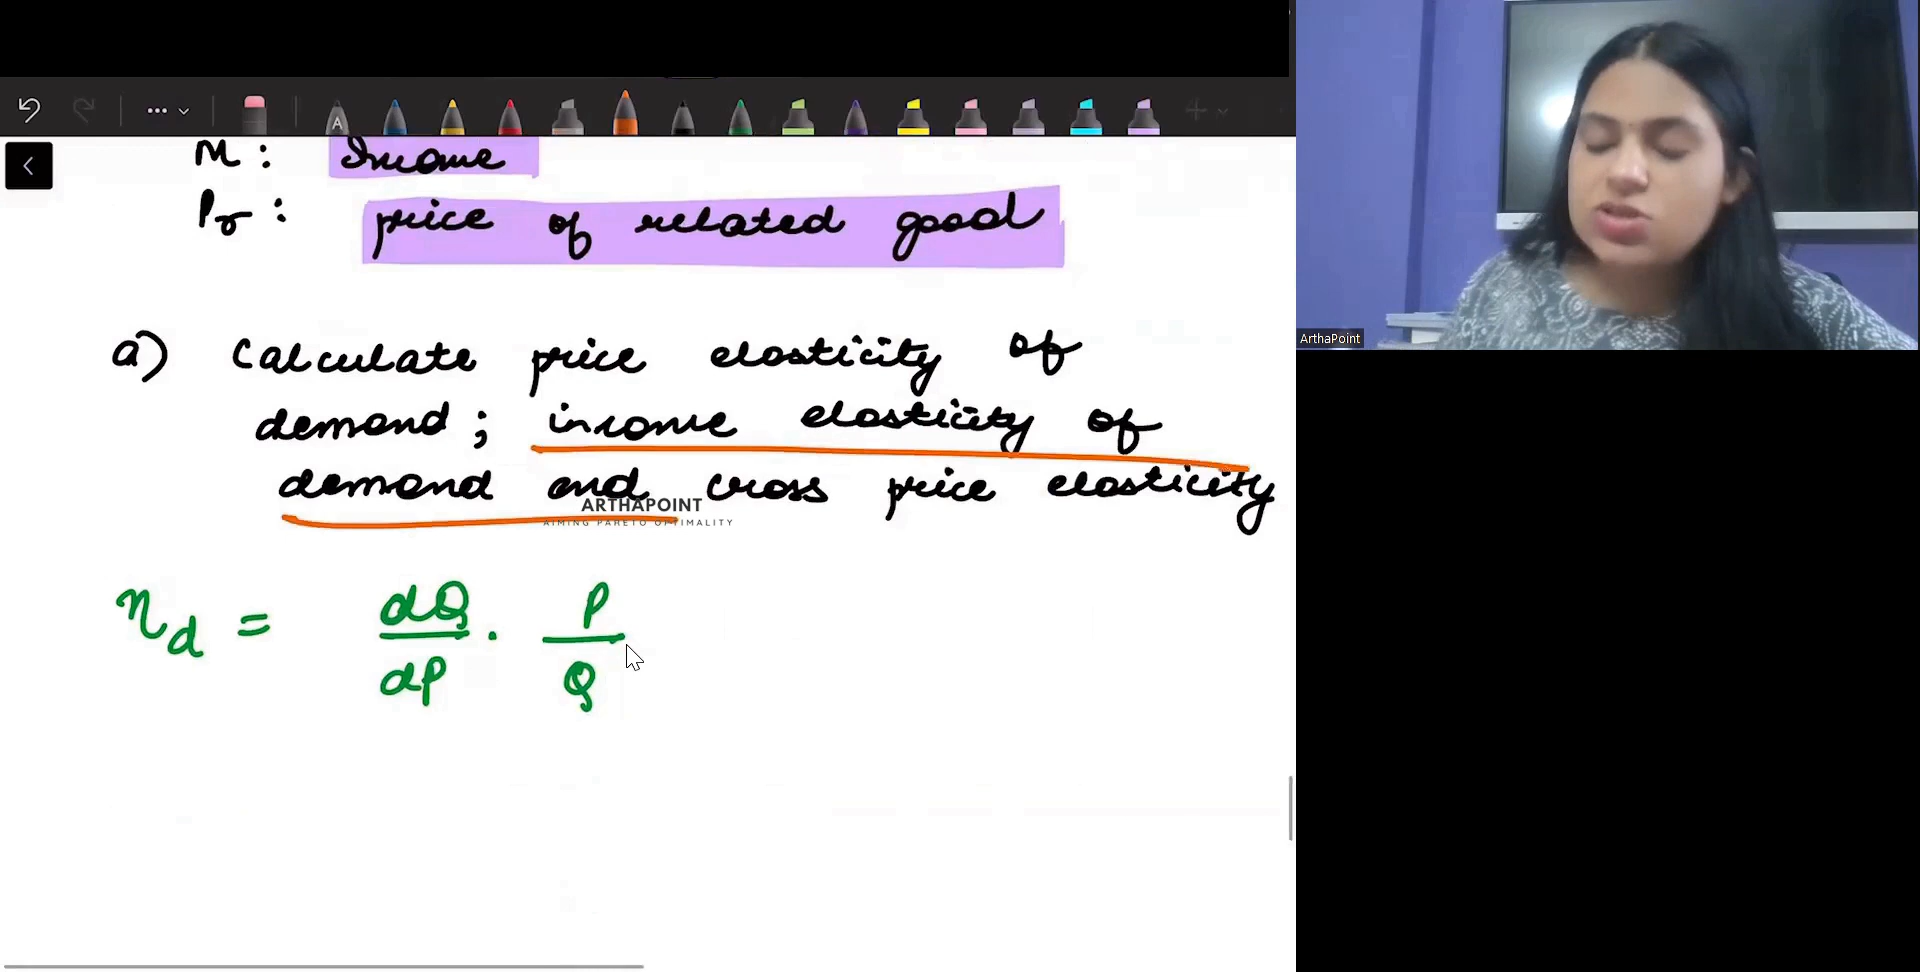 M : Income
Pr : price of related good
a) Calculate price elasticity of
demand ; income elasticity of
demand and cross price elasticity
ARTHAPOINT
AIMING PARETO OPTIMALITY
ηd = dQ/dP · P/Q
ArthaPoint